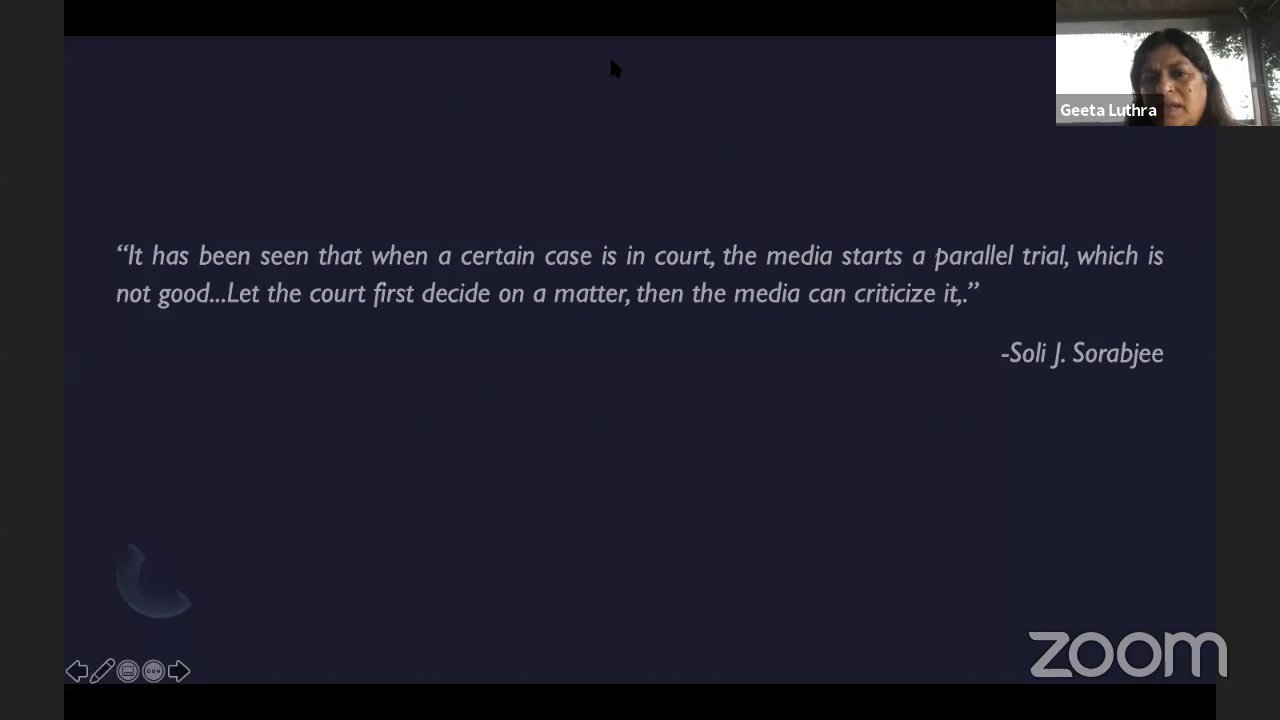 Geeta Luthra
“It has been seen that when a certain case is in court, the media starts a parallel trial, which is
not good...Let the court first decide on a matter, then the media can criticize it,.”
-Soli J. Sorabjee
zoom